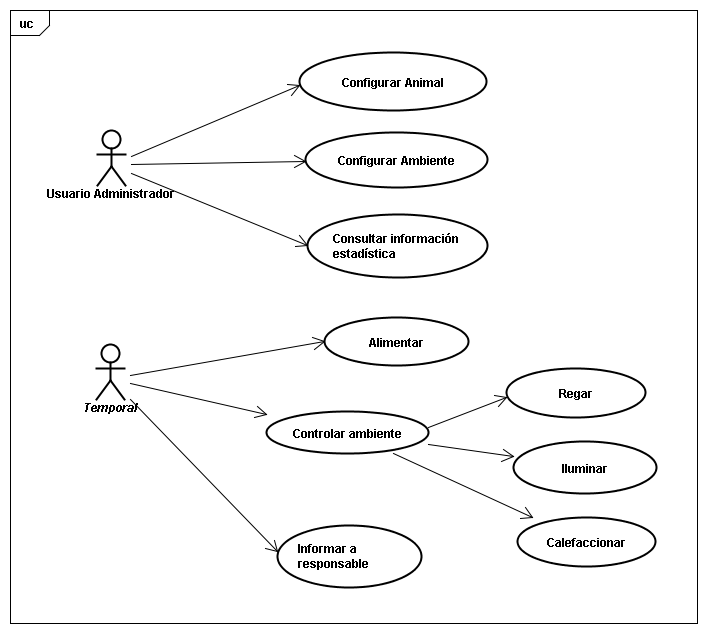 uc
Configurar Animal
Configurar Ambiente
Usuario Administrador
Consultar información
estadística
Alimentar
Temporal
Regar
Controlar ambiente
Iluminar
Calefaccionar
Informar a
responsable